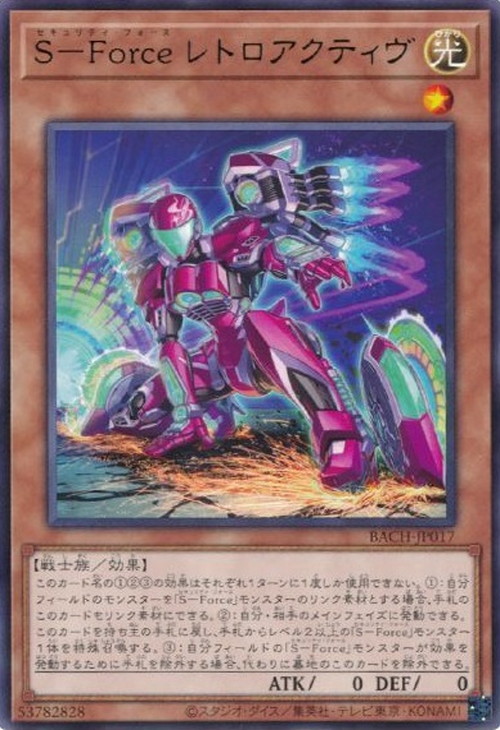 セキュリティ フォース
S-Force レトロアクティヴ
ひかり
光
BACH-JP017
【戦士族/効果】
このカード名の①②③の効果はそれぞれ1ターンに1度しか使用できない。①:自分
フィールドのモンスターを「S-Force」モンスターのリンク素材とする場合、手札の
このカードもリンク素材にできる。②:自分・相手のメインフェイズに発動できる。
このカードを持ち主の手札に戻し、手札からレベル2以上の「S-Force」モンスター
1体を特殊召喚する。③:自分フィールドの「S-Force」モンスターが効果を
発動するために手札を除外する場合、代わりに墓地のこのカードを除外できる。
ATK/ 0 DEF/ 0
53782828 ©スタジオ・ダイス/集英社・テレビ東京・KONAMI